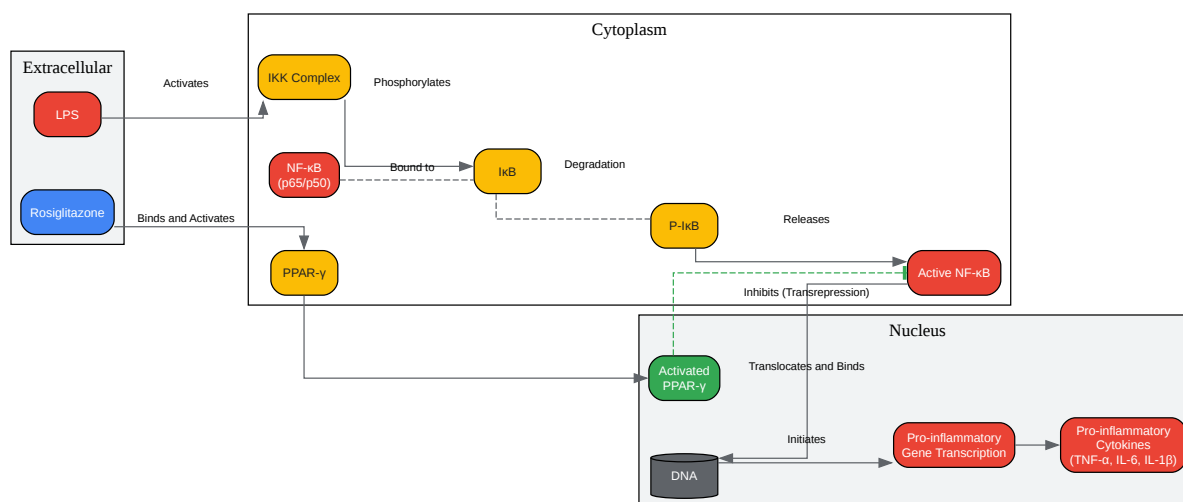 Cytoplasm
Extracellular
IKK Complex
Activates
Phosphorylates
LPS
NF-κB
(p65/p50)
Bound to
IκB
Degradation
Rosiglitazone
Binds and Activates
P-IκB
Releases
PPAR-γ
Active NF-κB
Inhibits (Transrepression)
Nucleus
Activated
PPAR-γ
Translocates and Binds
Initiates
Pro-inflammatory
Gene Transcription
Pro-inflammatory
Cytokines
(TNF-α, IL-6, IL-1β)
DNA